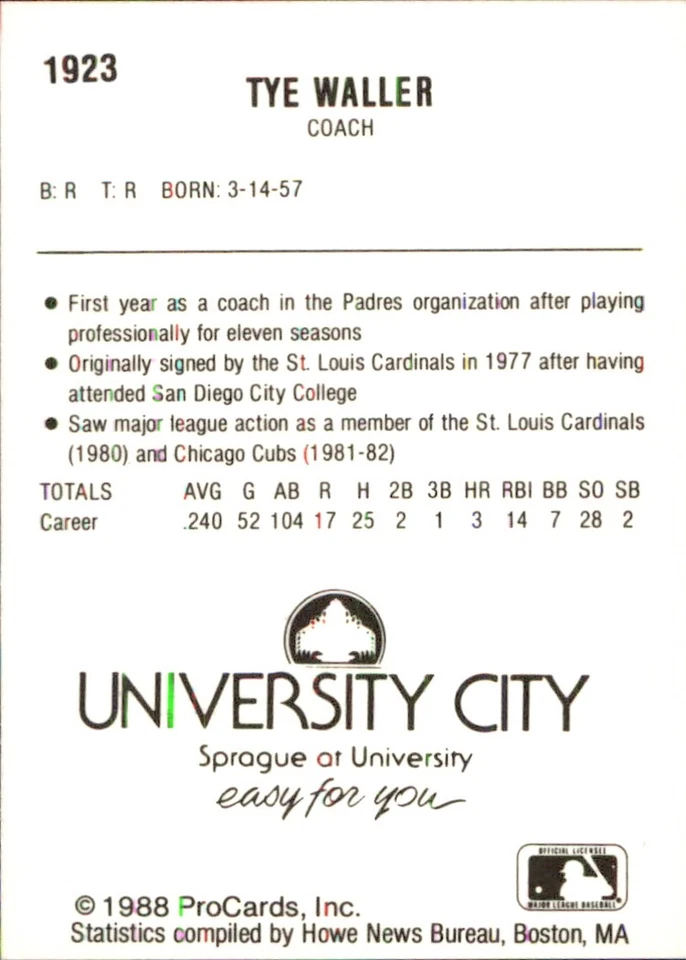 1923
TYE WALLER
COACH
B: R T: R BORN: 3-14-57
● First year as a coach in the Padres organization after playing
professionally for eleven seasons
● Originally signed by the St. Louis Cardinals in 1977 after having
attended San Diego City College
● Saw major league action as a member of the St. Louis Cardinals
(1980) and Chicago Cubs (1981-82)
TOTALS AVG G AB R H 2B 3B HR RBI BB SO SB
Career .240 52 104 17 25 2 1 3 14 7 28 2
UNIVERSITY CITY
Sprague at University
easy for you
OFFICIAL LICENSEE
MAJOR LEAGUE BASEBALL
© 1988 ProCards, Inc.
Statistics compiled by Howe News Bureau, Boston, MA